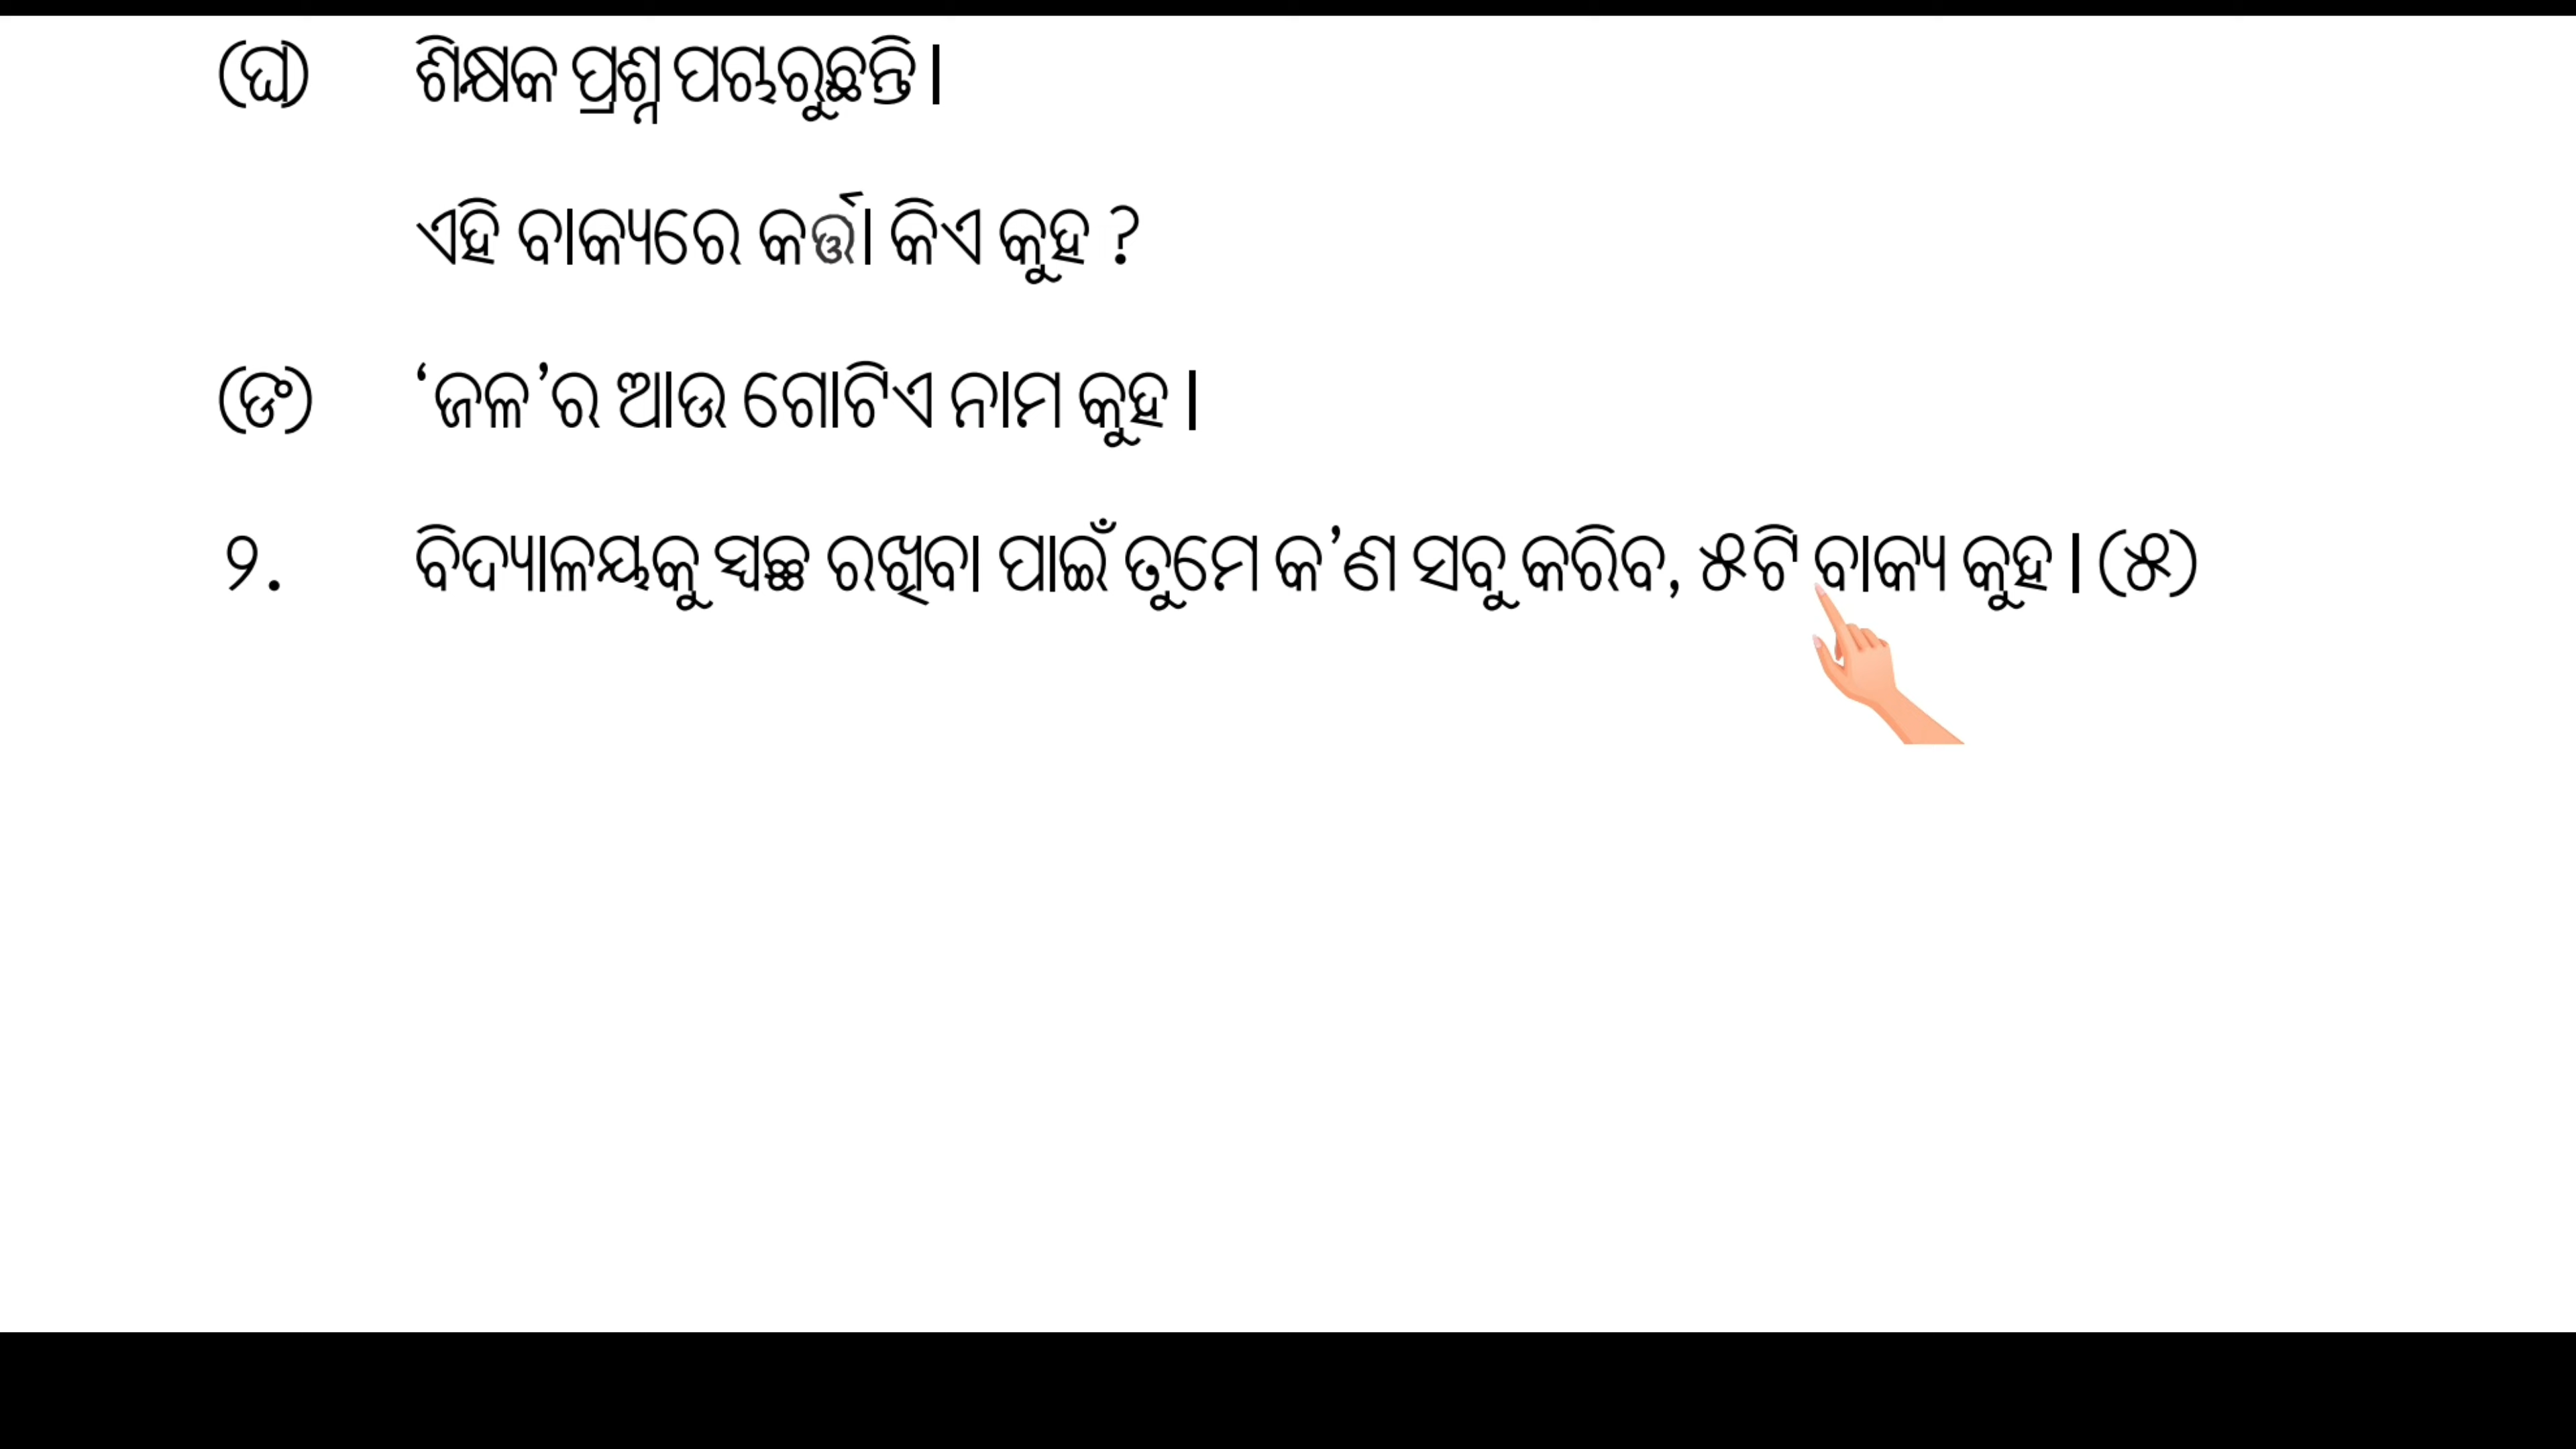 (ଘ) ଶିକ୍ଷକ ପ୍ରଶ୍ନ ପଚାରୁଛନ୍ତି ।
ଏହି ବାକ୍ୟରେ କର୍ତ୍ତା କିଏ କୁହ ?
(ଙ) ‘ଜଳ’ର ଆଉ ଗୋଟିଏ ନାମ କୁହ ।
୨. ବିଦ୍ୟାଳୟକୁ ସ୍ୱଚ୍ଛ ରଖିବା ପାଇଁ ତୁମେ କ’ଣ ସବୁ କରିବ, ୫ଟି ବାକ୍ୟ କୁହ । (୫)